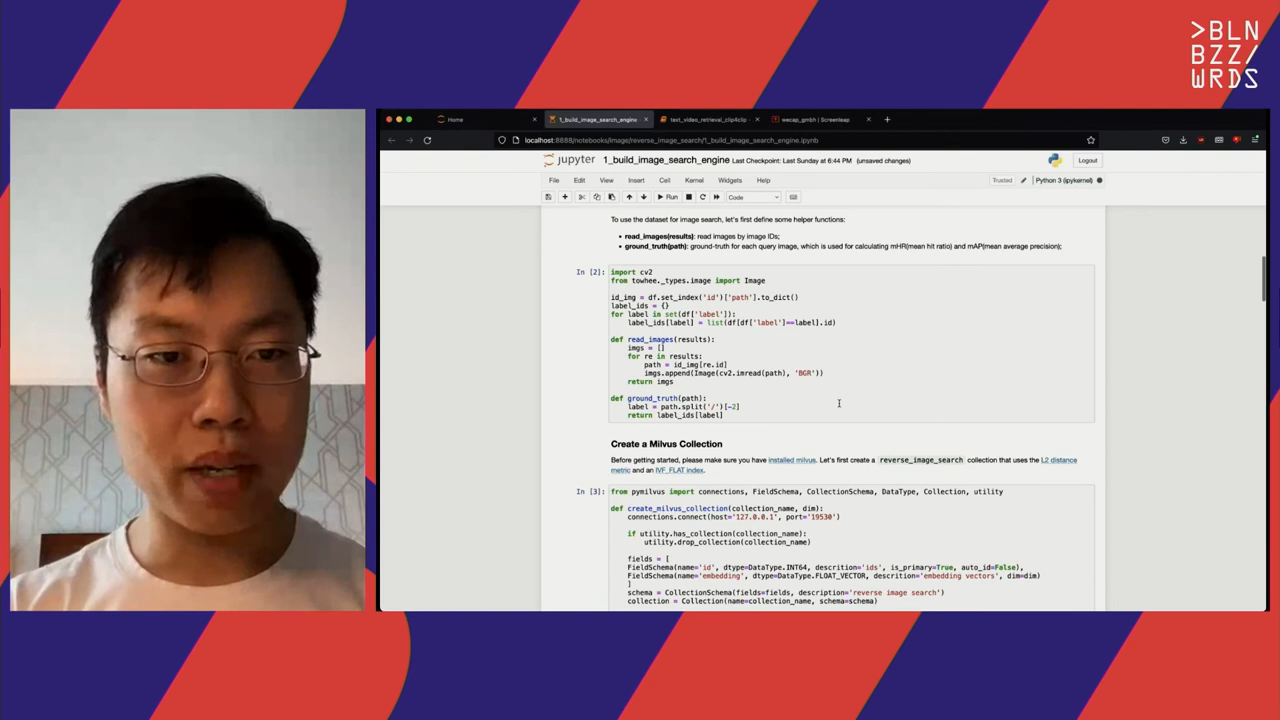 >BLN
BZZ/
WRDS
Home
1_build_image_search_engine
text_video_retrieval_clip4clip
wecap_gmbh | Screenleap
localhost:8888/notebooks/image/reverse_image_search/1_build_image_search_engine.ipynb
jupyter 1_build_image_search_engine Last Checkpoint: Last Sunday at 6:44 PM (unsaved changes)
Logout
File Edit View Insert Cell Kernel Widgets Help
Trusted Python 3 (ipykernel)
Run Code
To use the dataset for image search, let's first define some helper functions:
• read_images(results): read images by image IDs;
• ground_truth(path): ground-truth for each query image, which is used for calculating mHR(mean hit ratio) and mAP(mean average precision);
In [2]: import cv2
from towhee._types.image import Image
id_img = df.set_index('id')['path'].to_dict()
label_ids = {}
for label in set(df['label']):
label_ids[label] = list(df[df['label']==label].id)
def read_images(results):
imgs = []
for re in results:
path = id_img[re.id]
imgs.append(Image(cv2.imread(path), 'BGR'))
return imgs
def ground_truth(path):
label = path.split('/')[-2]
return label_ids[label]
Create a Milvus Collection
Before getting started, please make sure you have installed milvus. Let's first create a reverse_image_search collection that uses the L2 distance
metric and an IVF_FLAT index.
In [3]: from pymilvus import connections, FieldSchema, CollectionSchema, DataType, Collection, utility
def create_milvus_collection(collection_name, dim):
connections.connect(host='127.0.0.1', port='19530')
if utility.has_collection(collection_name):
utility.drop_collection(collection_name)
fields = [
FieldSchema(name='id', dtype=DataType.INT64, descrition='ids', is_primary=True, auto_id=False),
FieldSchema(name='embedding', dtype=DataType.FLOAT_VECTOR, descrition='embedding vectors', dim=dim)
]
schema = CollectionSchema(fields=fields, description='reverse image search')
collection = Collection(name=collection_name, schema=schema)